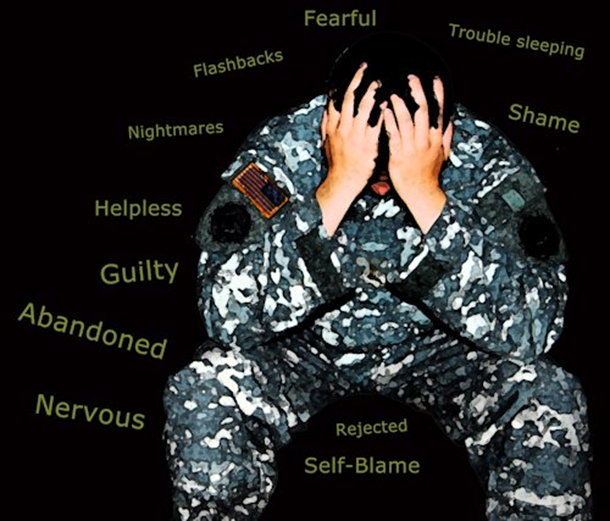 Fearful
Trouble sleeping
Flashbacks
Shame
Nightmares
Helpless
Guilty
Abandoned
Nervous
Rejected
Self-Blame